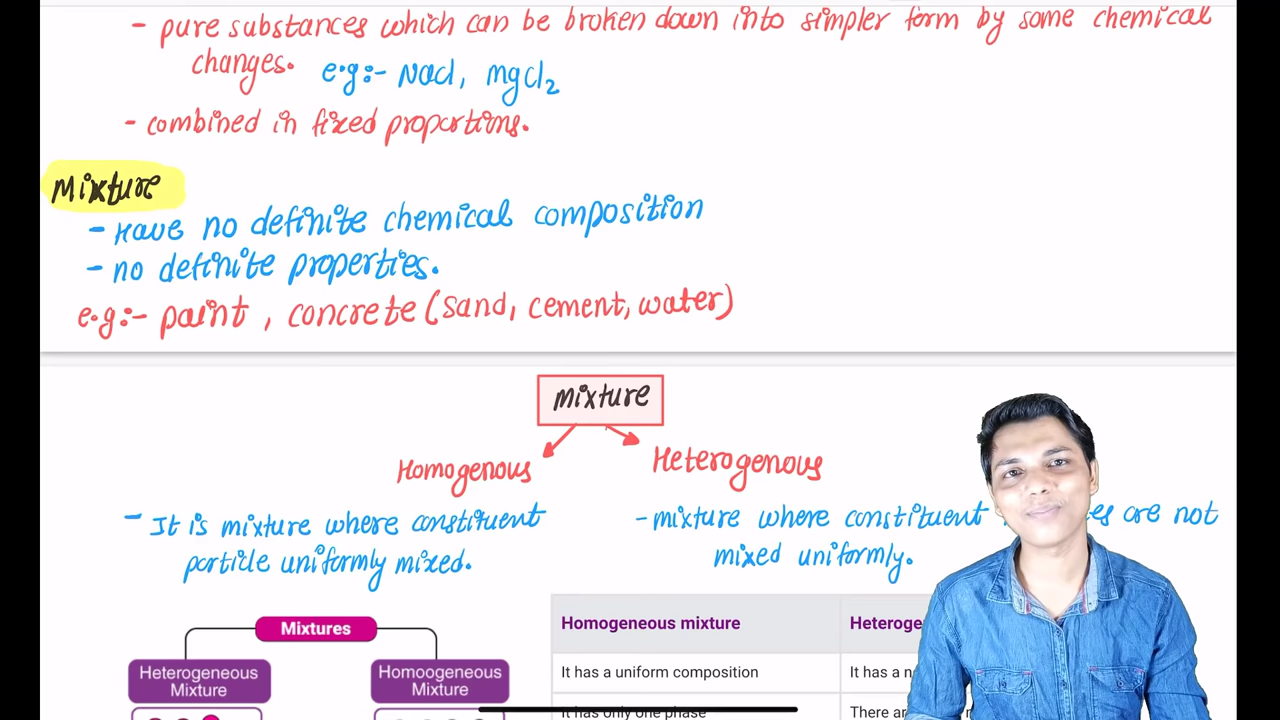 - pure substances which can be broken down into simpler form by some chemical
changes. e.g:- Nacl, mgcl2
- combined in fixed proportions.
Mixture
- Have no definite chemical composition
- no definite properties.
e.g:- paint, concrete (sand, cement, water)
mixture
Homogenous
Heterogenous
- It is mixture where constituent
particle uniformly mixed.
- mixture where constituent are not
mixed uniformly.
Mixtures
Heterogeneous
Mixture
Homoogeneous
Mixture
Homogeneous mixture
It has a uniform composition
It has only one phase
Heteroge
It has a n
There are